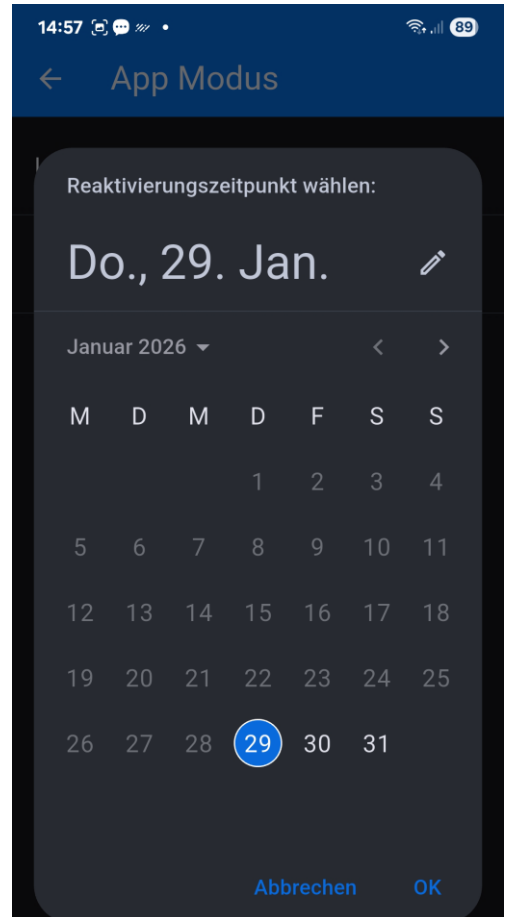 14:57 89
App Modus
Reaktivierungszeitpunkt wählen:
Do., 29. Jan.
Januar 2026
M D M D F S S
1 2 3 4
5 6 7 8 9 10 11
12 13 14 15 16 17 18
19 20 21 22 23 24 25
26 27 28 29 30 31
Abbrechen OK